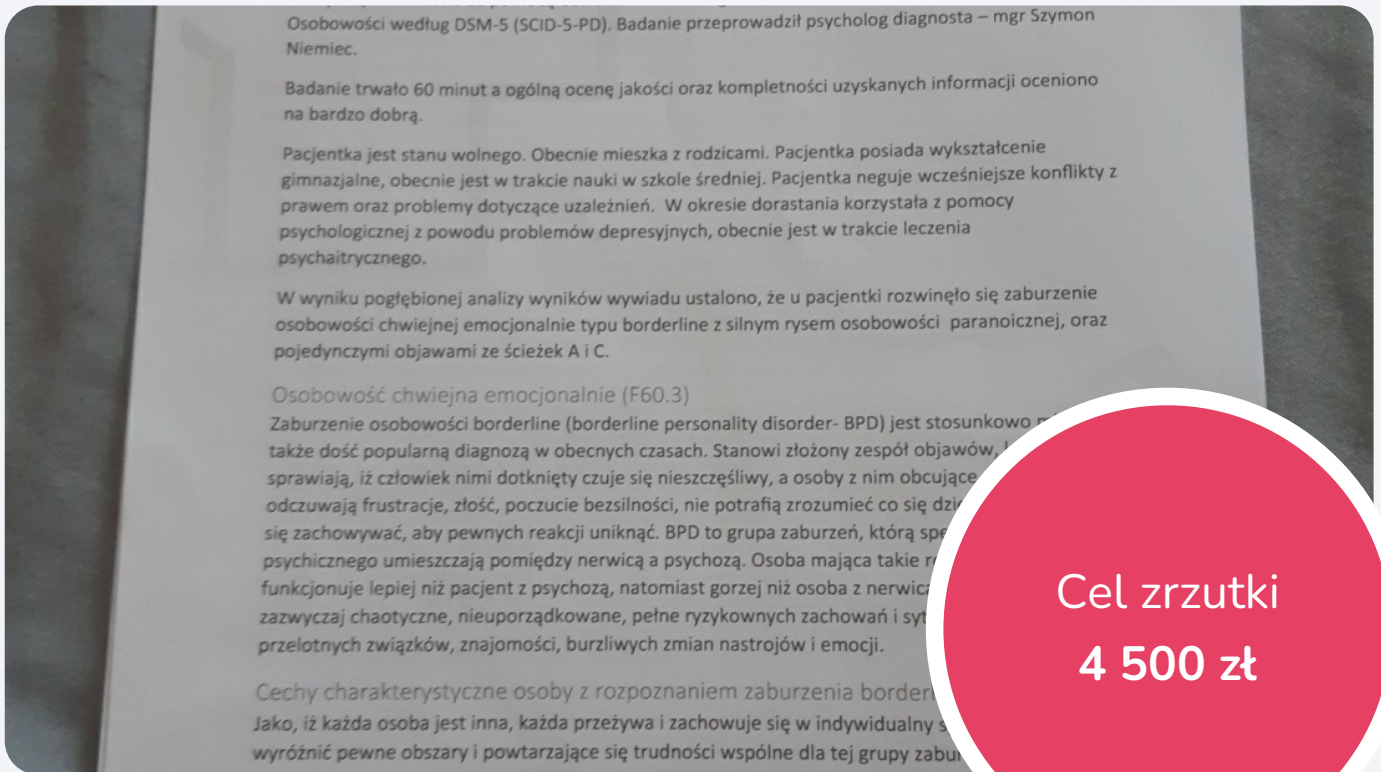 Osobowości według DSM-5 (SCID-5-PD). Badanie przeprowadził psycholog diagnosta – mgr Szymon
Niemiec.
Badanie trwało 60 minut a ogólną ocenę jakości oraz kompletności uzyskanych informacji oceniono
na bardzo dobrą.
Pacjentka jest stanu wolnego. Obecnie mieszka z rodzicami. Pacjentka posiada wykształcenie
gimnazjalne, obecnie jest w trakcie nauki w szkole średniej. Pacjentka neguje wcześniejsze konflikty z
prawem oraz problemy dotyczące uzależnień. W okresie dorastania korzystała z pomocy
psychologicznej z powodu problemów depresyjnych, obecnie jest w trakcie leczenia
psychaitrycznego.
W wyniku pogłębionej analizy wyników wywiadu ustalono, że u pacjentki rozwinęło się zaburzenie
osobowości chwiejnej emocjonalnie typu borderline z silnym rysem osobowości paranoicznej, oraz
pojedynczymi objawami ze ścieżek A i C.
Osobowość chwiejna emocjonalnie (F60.3)
Zaburzenie osobowości borderline (borderline personality disorder- BPD) jest stosunkowo
także dość popularną diagnozą w obecnych czasach. Stanowi złożony zespół objawów,
sprawiają, iż człowiek nimi dotknięty czuje się nieszczęśliwy, a osoby z nim obcujące
odczuwają frustracje, złość, poczucie bezsilności, nie potrafią zrozumieć co się
się zachowywać, aby pewnych reakcji uniknąć. BPD to grupa zaburzeń, którą
psychicznego umieszczają pomiędzy nerwicą a psychozą. Osoba mająca takie
funkcjonuje lepiej niż pacjent z psychozą, natomiast gorzej niż osoba z
zazwyczaj chaotyczne, nieuporządkowane, pełne ryzykownych zachowań i
przelotnych związków, znajomości, burzliwych zmian nastrojów i emocji.
Cechy charakterystyczne osoby z rozpoznaniem zaburzenia
Jako, iż każda osoba jest inna, każda przeżywa i zachowuje się w indywidualny
wyróżnić pewne obszary i powtarzające się trudności wspólne dla tej grupy
Cel zrzutki
4 500 zł